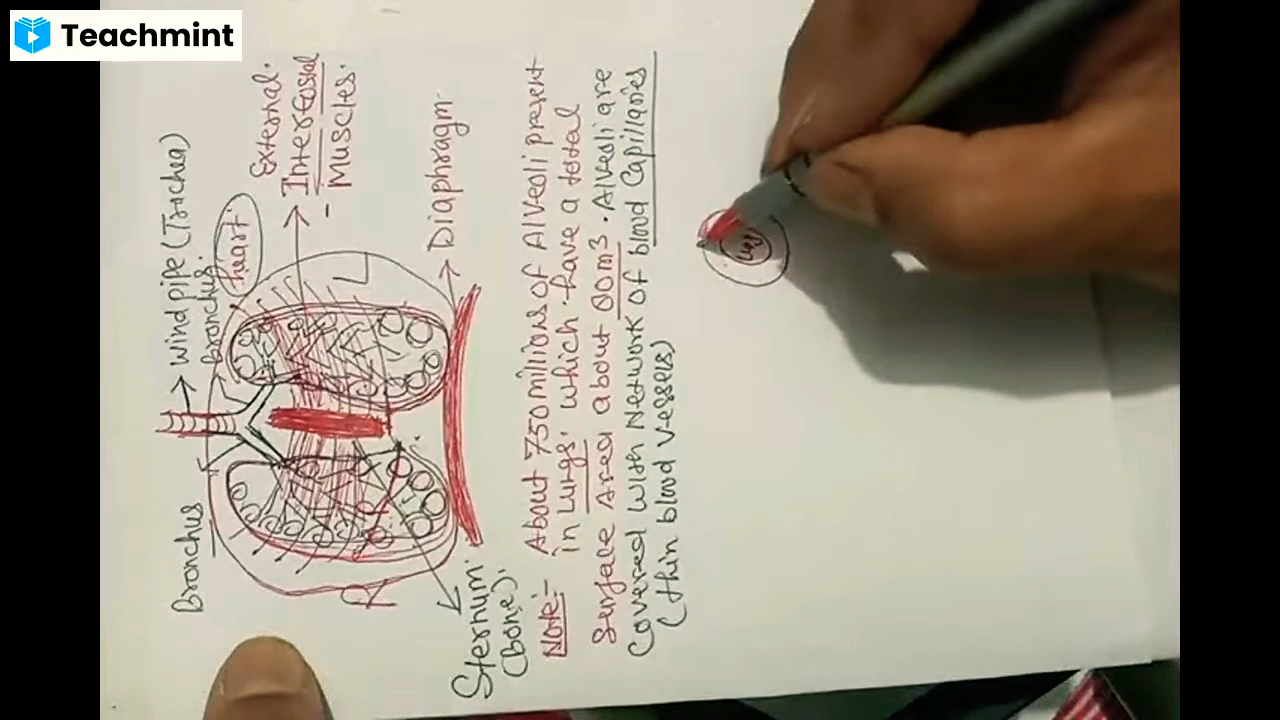 Teachmint
wind pipe (Trachea)
Bronchus
bronchus.
heart
External.
Intercostal
- Muscles.
L
R
Diaphragm.
Sternum.
(Bone).
Note:- About 750 millions of Alveoli present
in Lungs. which have a total
Surface Area about 80m³. Alveoli are
Covered with Network of blood Capillaries
(thin blood vessels)